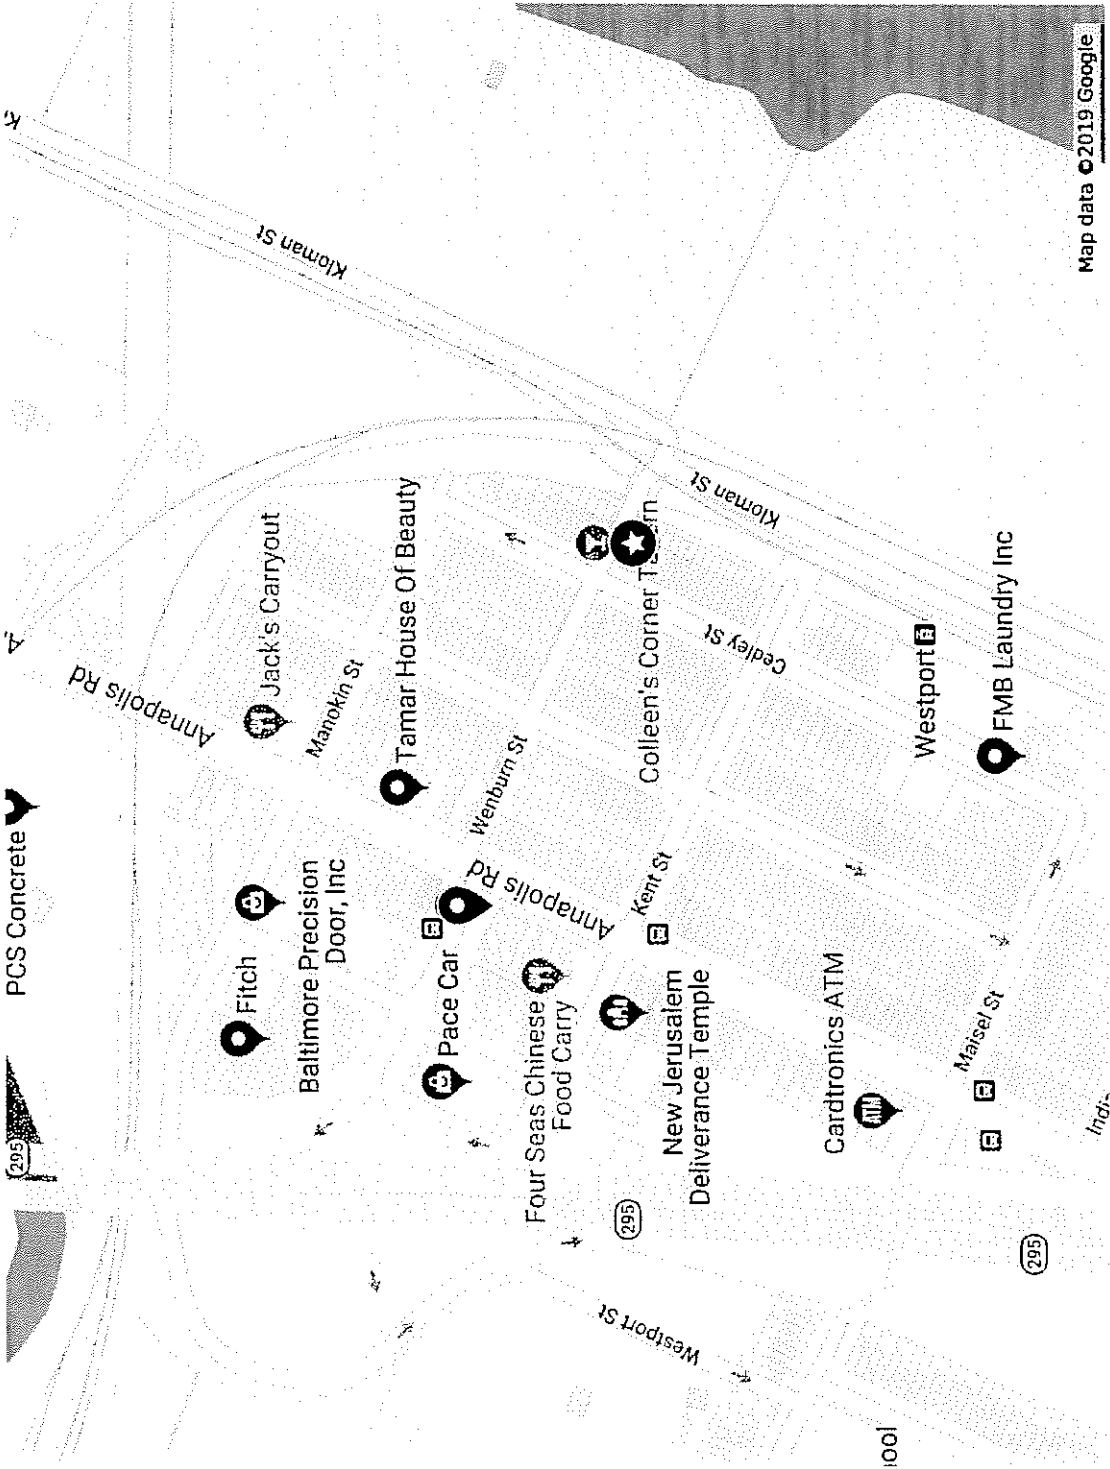 295
PCS Concrete
A,
K,
Annapolis Rd
Fitch
Jack's Carryout
Kloman St
Baltimore Precision
Door, Inc
Manokin St
Tamar House Of Beauty
Pace Car
Wenburn St
Annapolis Rd
Four Seas Chinese
Food Carry
Westport St
295
Kent St
Colleen's Corner
New Jerusalem
Deliverance Temple
Kloman St
Cedley St
Cardtronics ATM
ATM
ool
Westport
Maisel St
FMB Laundry Inc
295
Indi
Map data ©2019 Google